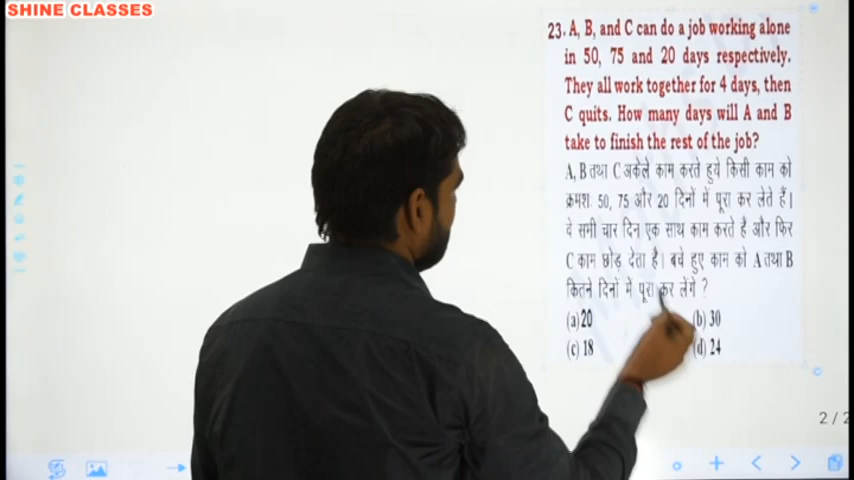 SHINE CLASSES
23. A, B, and C can do a job working alone
in 50, 75 and 20 days respectively.
They all work together for 4 days, then
C quits. How many days will A and B
take to finish the rest of the job?
A, B तथा C अकेले काम करते हुये किसी काम को
क्रमश 50, 75 और 20 दिनों में पूरा कर लेते हैं।
वे सभी चार दिन एक साथ काम करते है और फिर
C काम छोड़ देता है। बचे हुए काम को A तथा B
कितने दिनों में पूरा कर लेंगे ?
(a) 20 (b) 30
(c) 18 (d) 24
2 / 2